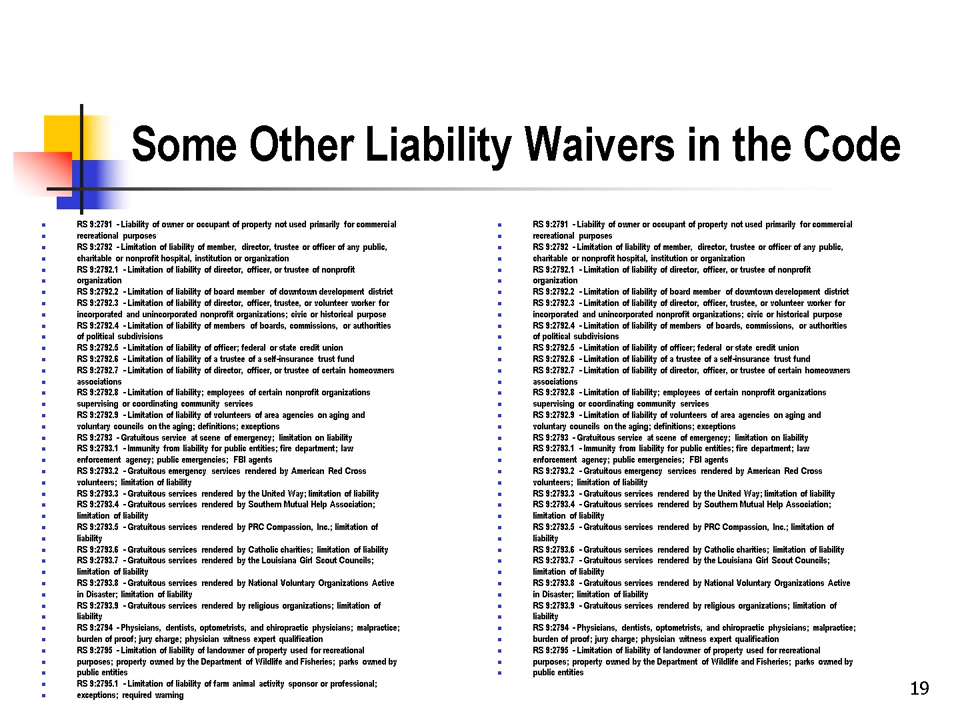 Some Other Liability Waivers in the Code
RS 9:2791 - Liability of owner or occupant of property not used primarily for commercial
recreational purposes
RS 9:2792 - Limitation of liability of member, director, trustee or officer of any public,
charitable or nonprofit hospital, institution or organization
RS 9:2792.1 - Limitation of liability of director, officer, or trustee of nonprofit
organization
RS 9:2792.2 - Limitation of liability of board member of downtown development district
RS 9:2792.3 - Limitation of liability of director, officer, trustee, or volunteer worker for
incorporated and unincorporated nonprofit organizations; civic or historical purpose
RS 9:2792.4 - Limitation of liability of members of boards, commissions, or authorities
of political subdivisions
RS 9:2792.5 - Limitation of liability of officer; federal or state credit union
RS 9:2792.6 - Limitation of liability of a trustee of a self-insurance trust fund
RS 9:2792.7 - Limitation of liability of director, officer, or trustee of certain homeowners
associations
RS 9:2792.8 - Limitation of liability; employees of certain nonprofit organizations
supervising or coordinating community services
RS 9:2792.9 - Limitation of liability of volunteers of area agencies on aging and
voluntary councils on the aging; definitions; exceptions
RS 9:2793 - Gratuitous service at scene of emergency; limitation on liability
RS 9:2793.1 - Immunity from liability for public entities; fire department; law
enforcement agency; public emergencies; FBI agents
RS 9:2793.2 - Gratuitous emergency services rendered by American Red Cross
volunteers; limitation of liability
RS 9:2793.3 - Gratuitous services rendered by the United Way; limitation of liability
RS 9:2793.4 - Gratuitous services rendered by Southern Mutual Help Association;
limitation of liability
RS 9:2793.5 - Gratuitous services rendered by PRC Compassion, Inc.; limitation of
liability
RS 9:2793.6 - Gratuitous services rendered by Catholic charities; limitation of liability
RS 9:2793.7 - Gratuitous services rendered by the Louisiana Girl Scout Councils;
limitation of liability
RS 9:2793.8 - Gratuitous services rendered by National Voluntary Organizations Active
in Disaster; limitation of liability
RS 9:2793.9 - Gratuitous services rendered by religious organizations; limitation of
liability
RS 9:2794 - Physicians, dentists, optometrists, and chiropractic physicians; malpractice;
burden of proof; jury charge; physician witness expert qualification
RS 9:2795 - Limitation of liability of landowner of property used for recreational
purposes; property owned by the Department of Wildlife and Fisheries; parks owned by
public entities
RS 9:2795.1 - Limitation of liability of farm animal activity sponsor or professional;
exceptions; required warning
RS 9:2791 - Liability of owner or occupant of property not used primarily for commercial
recreational purposes
RS 9:2792 - Limitation of liability of member, director, trustee or officer of any public,
charitable or nonprofit hospital, institution or organization
RS 9:2792.1 - Limitation of liability of director, officer, or trustee of nonprofit
organization
RS 9:2792.2 - Limitation of liability of board member of downtown development district
RS 9:2792.3 - Limitation of liability of director, officer, trustee, or volunteer worker for
incorporated and unincorporated nonprofit organizations; civic or historical purpose
RS 9:2792.4 - Limitation of liability of members of boards, commissions, or authorities
of political subdivisions
RS 9:2792.5 - Limitation of liability of officer; federal or state credit union
RS 9:2792.6 - Limitation of liability of a trustee of a self-insurance trust fund
RS 9:2792.7 - Limitation of liability of director, officer, or trustee of certain homeowners
associations
RS 9:2792.8 - Limitation of liability; employees of certain nonprofit organizations
supervising or coordinating community services
RS 9:2792.9 - Limitation of liability of volunteers of area agencies on aging and
voluntary councils on the aging; definitions; exceptions
RS 9:2793 - Gratuitous service at scene of emergency; limitation on liability
RS 9:2793.1 - Immunity from liability for public entities; fire department; law
enforcement agency; public emergencies; FBI agents
RS 9:2793.2 - Gratuitous emergency services rendered by American Red Cross
volunteers; limitation of liability
RS 9:2793.3 - Gratuitous services rendered by the United Way; limitation of liability
RS 9:2793.4 - Gratuitous services rendered by Southern Mutual Help Association;
limitation of liability
RS 9:2793.5 - Gratuitous services rendered by PRC Compassion, Inc.; limitation of
liability
RS 9:2793.6 - Gratuitous services rendered by Catholic charities; limitation of liability
RS 9:2793.7 - Gratuitous services rendered by the Louisiana Girl Scout Councils;
limitation of liability
RS 9:2793.8 - Gratuitous services rendered by National Voluntary Organizations Active
in Disaster; limitation of liability
RS 9:2793.9 - Gratuitous services rendered by religious organizations; limitation of
liability
RS 9:2794 - Physicians, dentists, optometrists, and chiropractic physicians; malpractice;
burden of proof; jury charge; physician witness expert qualification
RS 9:2795 - Limitation of liability of landowner of property used for recreational
purposes; property owned by the Department of Wildlife and Fisheries; parks owned by
public entities
19